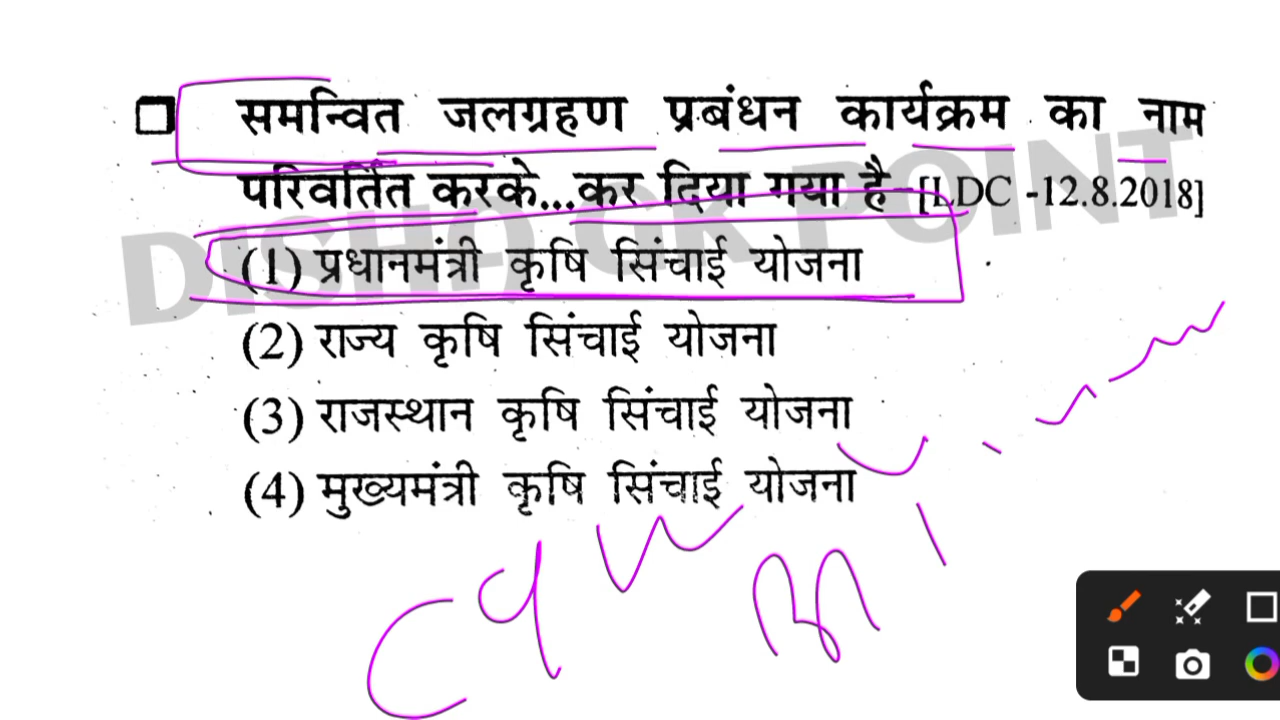 समन्वित जलग्रहण प्रबंधन कार्यक्रम का नाम
परिवर्तित करके...कर दिया गया है-[LDC -12.8.2018]
(1) प्रधानमंत्री कृषि सिंचाई योजना
(2) राज्य कृषि सिंचाई योजना
(3) राजस्थान कृषि सिंचाई योजना
(4) मुख्यमंत्री कृषि सिंचाई योजना